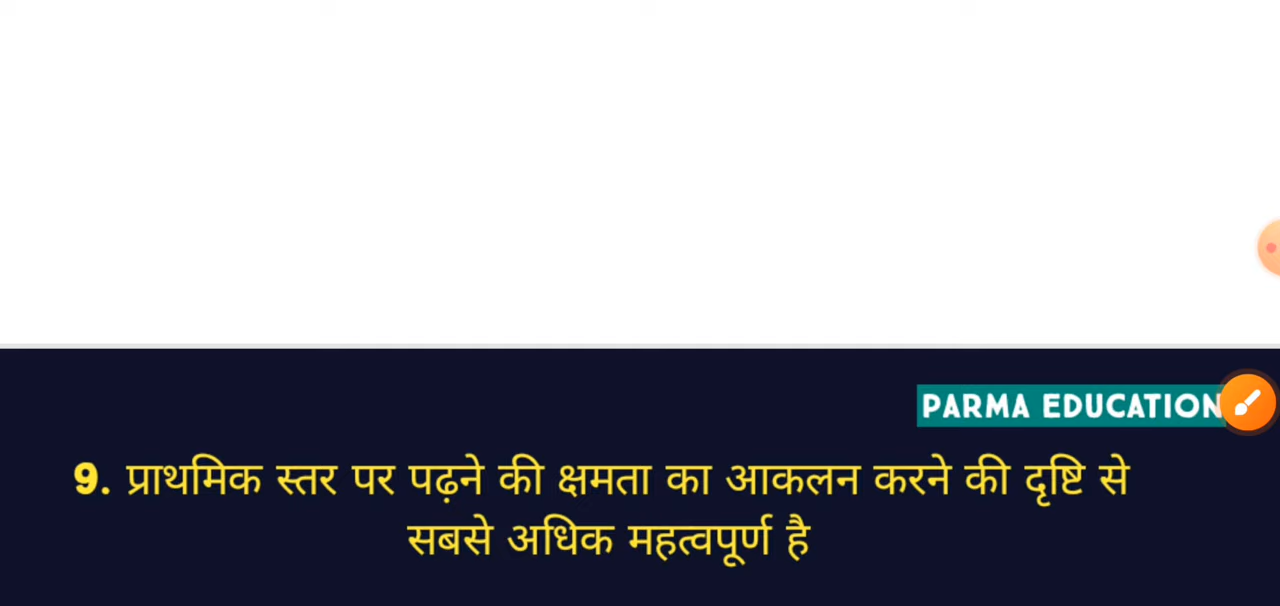 PARMA EDUCATION
9. प्राथमिक स्तर पर पढ़ने की क्षमता का आकलन करने की दृष्टि से
सबसे अधिक महत्वपूर्ण है